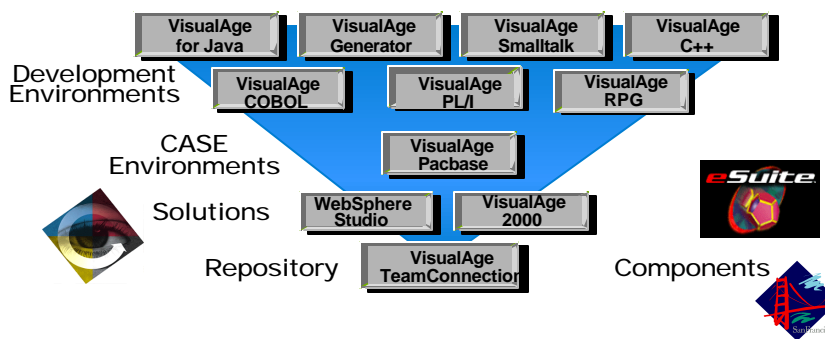 VisualAge
for Java
VisualAge
Generator
VisualAge
Smalltalk
VisualAge
C++
Development
Environments
VisualAge
COBOL
VisualAge
PL/I
VisualAge
RPG
CASE
Environments
VisualAge
Pacbase
Solutions
WebSphere
Studio
VisualAge
2000
eSuite
Repository
VisualAge
TeamConnection
Components
SanFranci